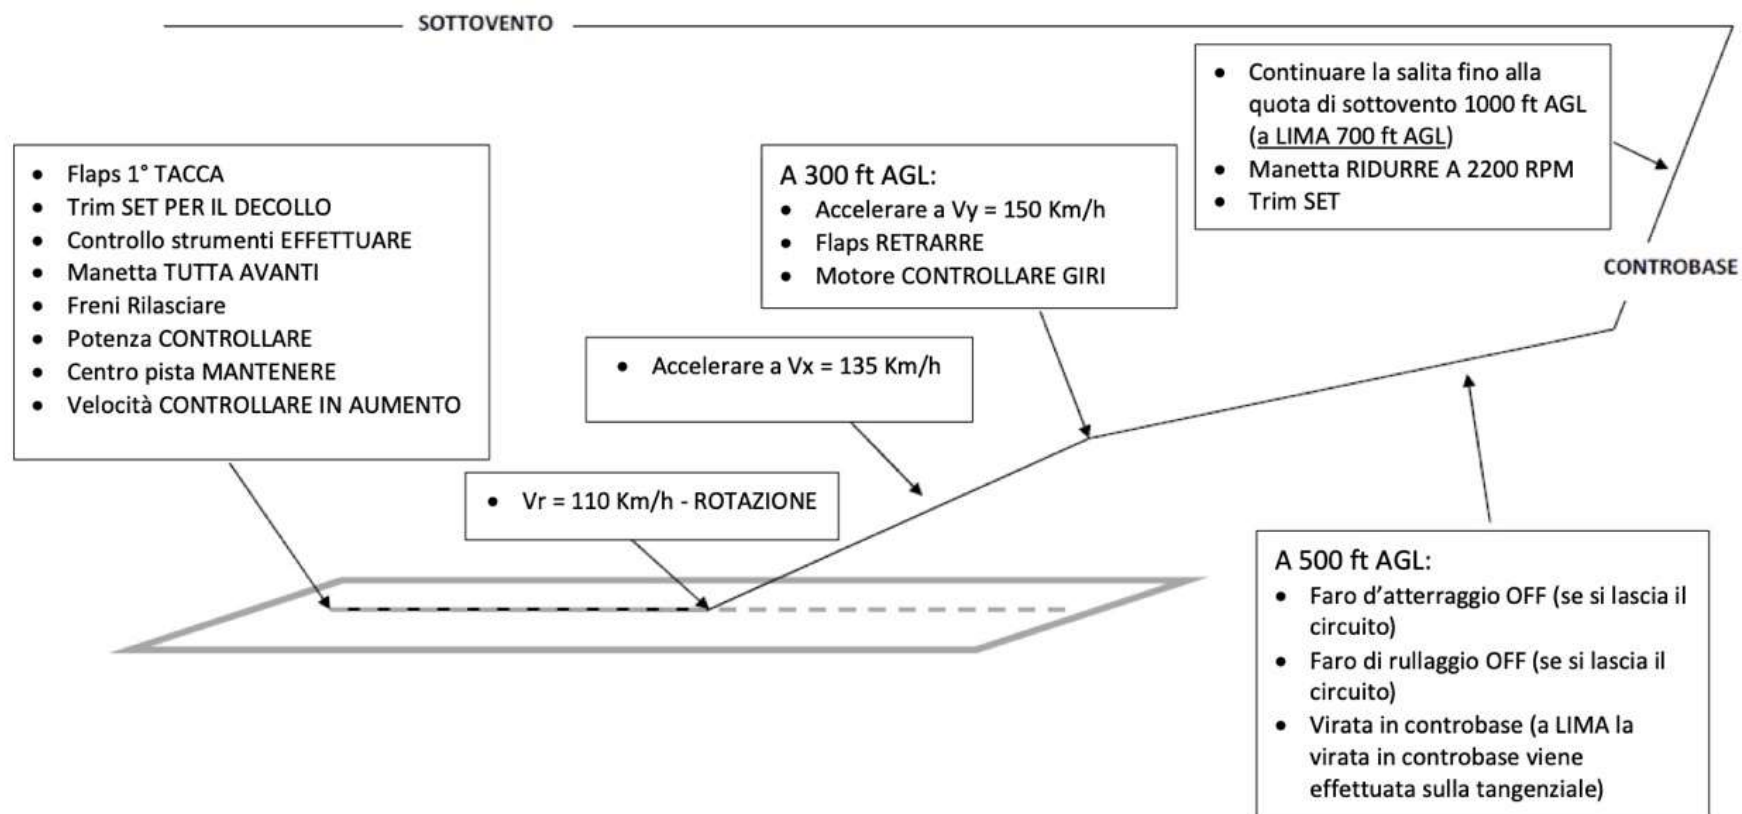 SOTTOVENTO
• Flaps 1° TACCA
• Trim SET PER IL DECOLLO
• Controllo strumenti EFFETTUARE
• Manetta TUTTA AVANTI
• Freni Rilasciare
• Potenza CONTROLLARE
• Centro pista MANTENERE
• Velocità CONTROLLARE IN AUMENTO
• Vr = 110 Km/h - ROTAZIONE
• Accelerare a Vx = 135 Km/h
A 300 ft AGL:
• Accelerare a Vy = 150 Km/h
• Flaps RETRARRE
• Motore CONTROLLARE GIRI
A 500 ft AGL:
• Faro d'atterraggio OFF (se si lascia il
circuito)
• Faro di rullaggio OFF (se si lascia il
circuito)
• Virata in controbase (a LIMA la
virata in controbase viene
effettuata sulla tangenziale)
CONTROBASE
• Continuare la salita fino alla
quota di sottovento 1000 ft AGL
(a LIMA 700 ft AGL)
• Manetta RIDURRE A 2200 RPM
• Trim SET